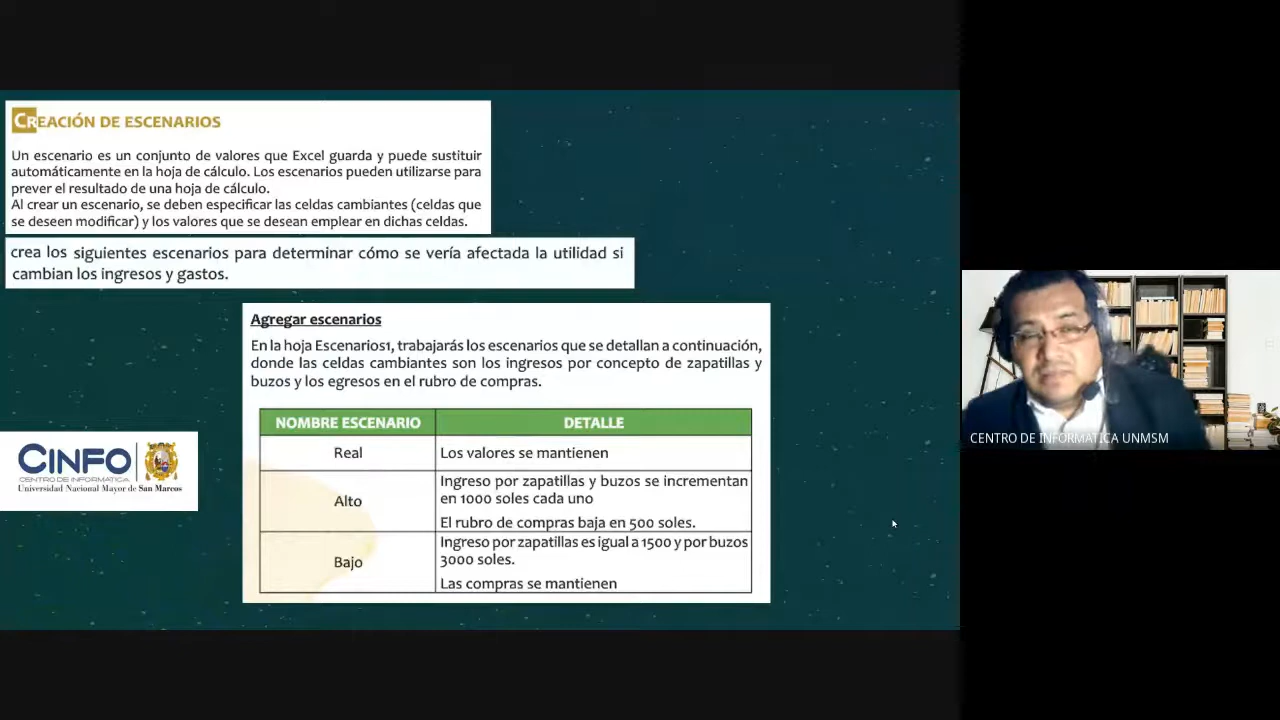 CREACIÓN DE ESCENARIOS
Un escenario es un conjunto de valores que Excel guarda y puede sustituir
automáticamente en la hoja de cálculo. Los escenarios pueden utilizarse para
prever el resultado de una hoja de cálculo.
Al crear un escenario, se deben especificar las celdas cambiantes (celdas que
se deseen modificar) y los valores que se desean emplear en dichas celdas.
crea los siguientes escenarios para determinar cómo se vería afectada la utilidad si
cambian los ingresos y gastos.
Agregar escenarios
En la hoja Escenarios1, trabajarás los escenarios que se detallan a continuación,
donde las celdas cambiantes son los ingresos por concepto de zapatillas y
buzos y los egresos en el rubro de compras.
NOMBRE ESCENARIO DETALLE
Real Los valores se mantienen
Alto Ingreso por zapatillas y buzos se incrementan
en 1000 soles cada uno
El rubro de compras baja en 500 soles.
Bajo Ingreso por zapatillas es igual a 1500 y por buzos
3000 soles.
Las compras se mantienen
CINFO
CENTRO DE INFORMATICA
Universidad Nacional Mayor de San Marcos
CENTRO DE INFORMATICA UNMSM